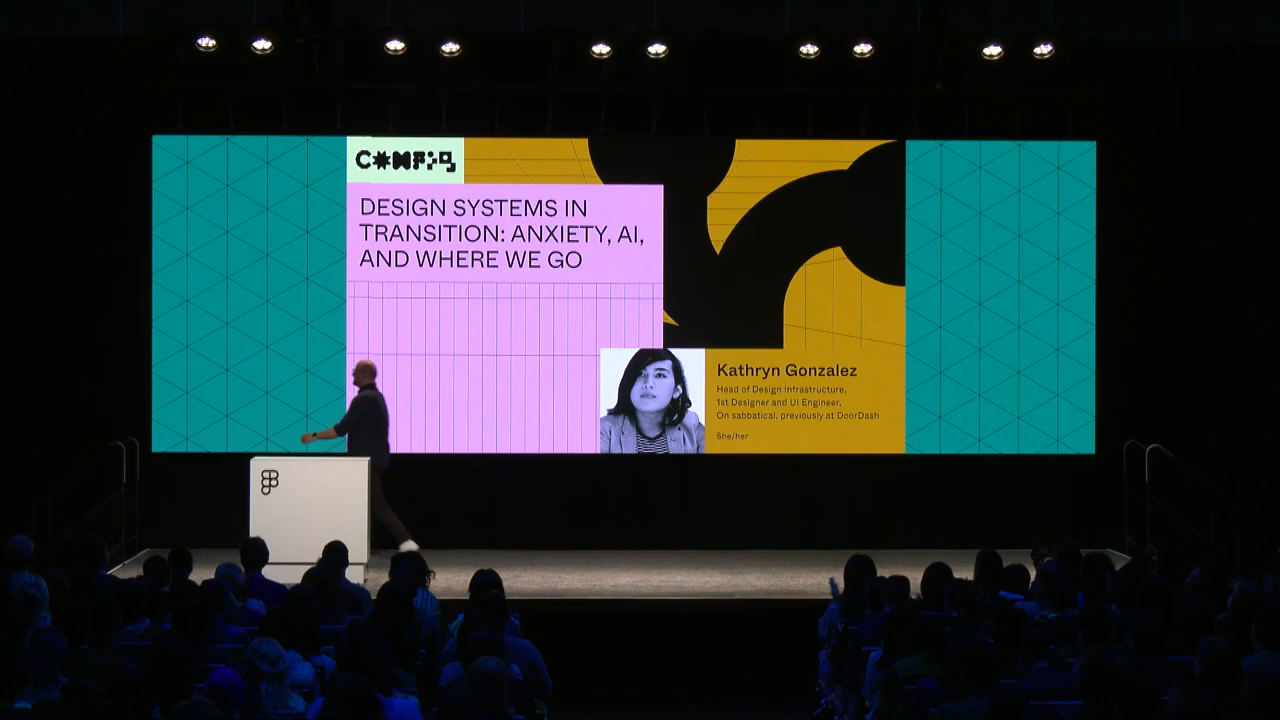 CONFIG
DESIGN SYSTEMS IN
TRANSITION: ANXIETY, AI,
AND WHERE WE GO
Kathryn Gonzalez
Head of Design Infrastructure,
1st Designer and UI Engineer,
On sabbatical, previously at DoorDash
She/her